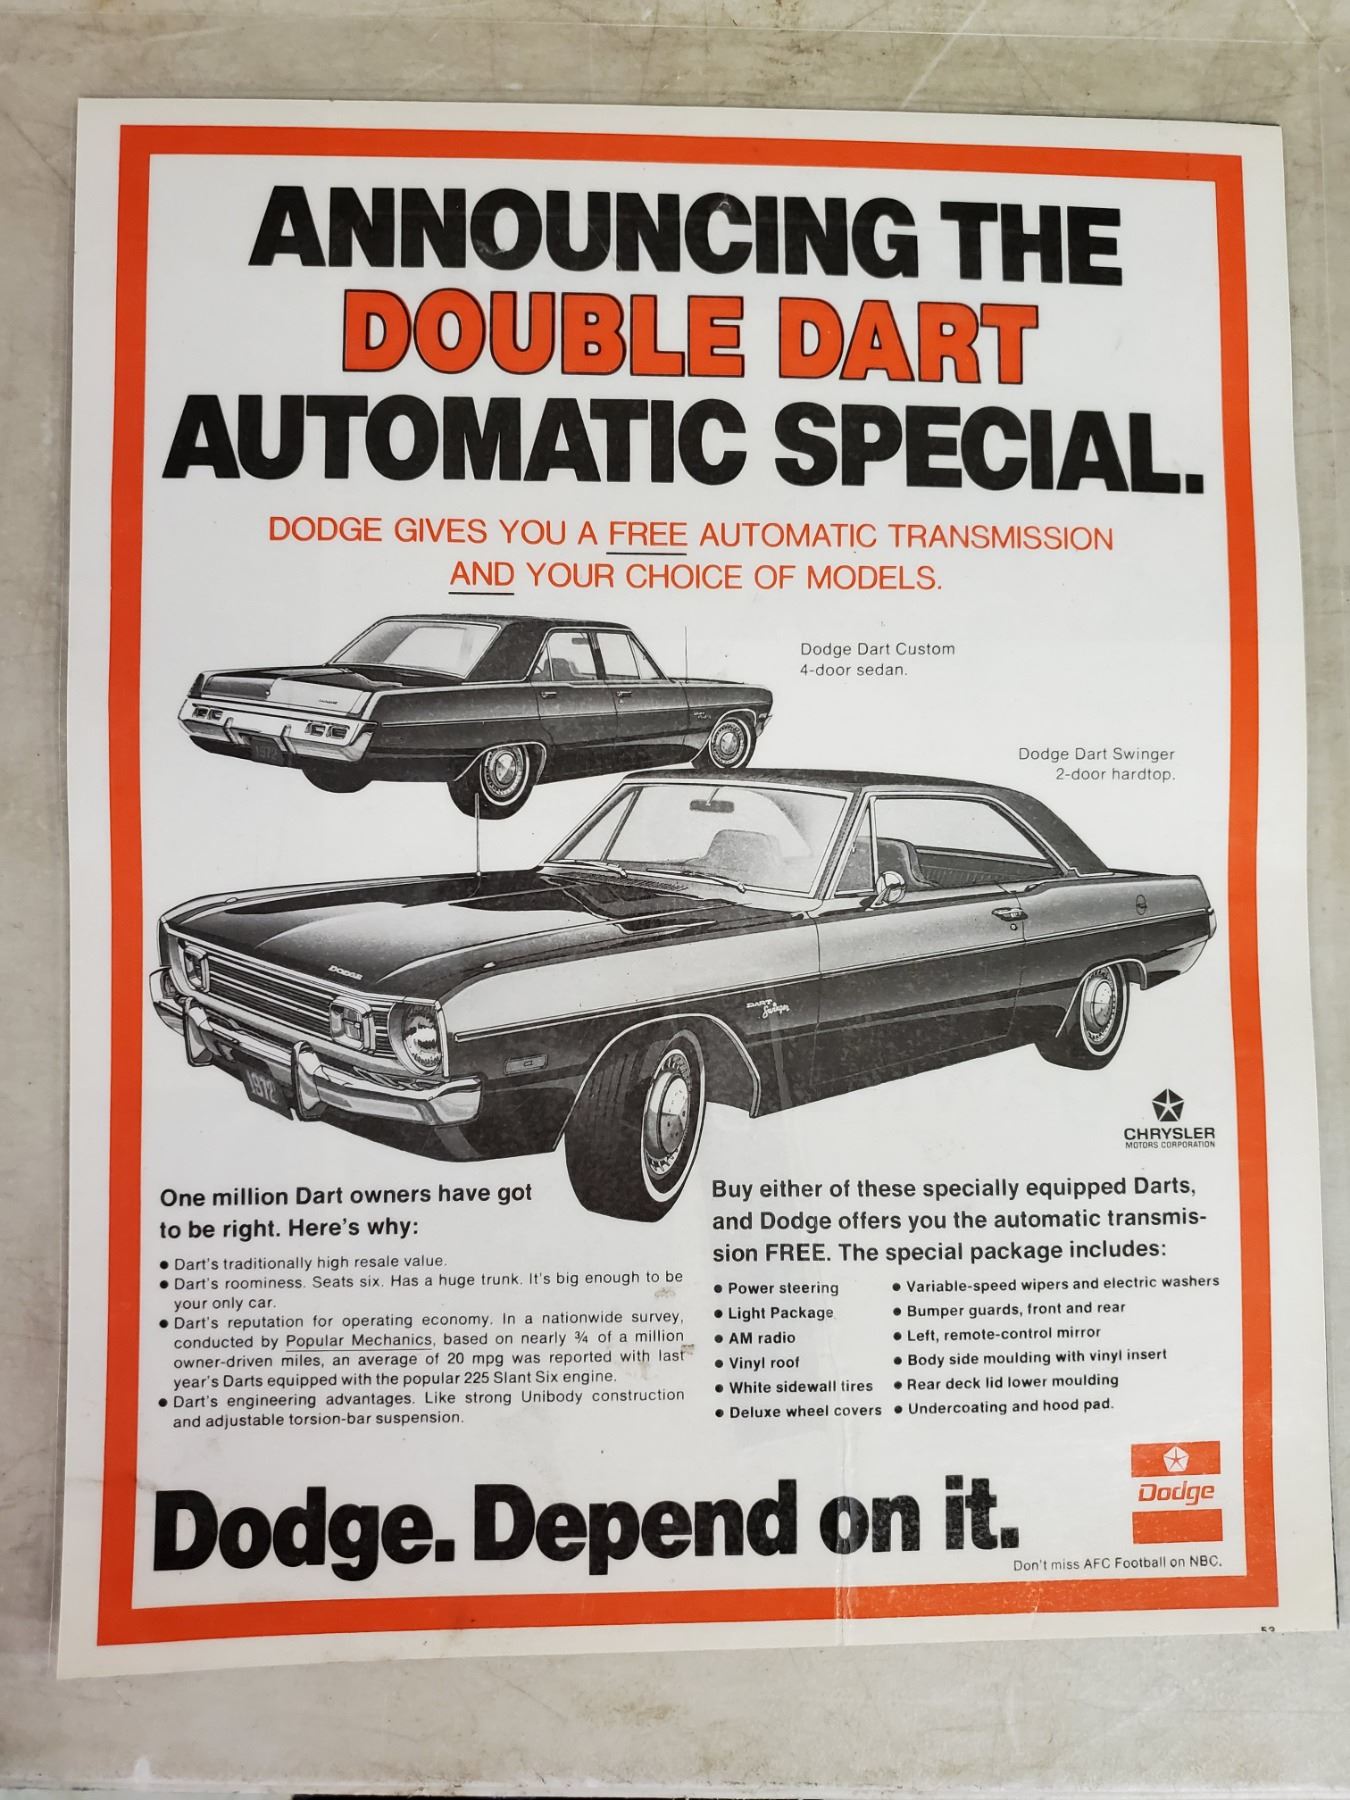 ANNOUNCING THE
DOUBLE DART
AUTOMATIC SPECIAL.
DODGE GIVES YOU A FREE AUTOMATIC TRANSMISSION
AND YOUR CHOICE OF MODELS.
Dodge Dart Custom
4-door sedan.
1972
Dodge Dart Swinger
2-door hardtop.
DODGE
DART
Swinger
1972
CHRYSLER
MOTORS CORPORATION
One million Dart owners have got
to be right. Here's why:
• Dart's traditionally high resale value.
• Dart's roominess. Seats six. Has a huge trunk. It's big enough to be
your only car.
• Dart's reputation for operating economy. In a nationwide survey,
conducted by Popular Mechanics, based on nearly ¾ of a million
owner-driven miles, an average of 20 mpg was reported with last
year's Darts equipped with the popular 225 Slant Six engine.
• Dart's engineering advantages. Like strong Unibody construction
and adjustable torsion-bar suspension.
Buy either of these specially equipped Darts,
and Dodge offers you the automatic transmis-
sion FREE. The special package includes:
• Power steering
• Light Package
• AM radio
• Vinyl roof
• White sidewall tires
• Deluxe wheel covers
• Variable-speed wipers and electric washers
• Bumper guards, front and rear
• Left, remote-control mirror
• Body side moulding with vinyl insert
• Rear deck lid lower moulding
• Undercoating and hood pad.
Dodge. Depend on it.
Dodge
Don't miss AFC Football on NBC.